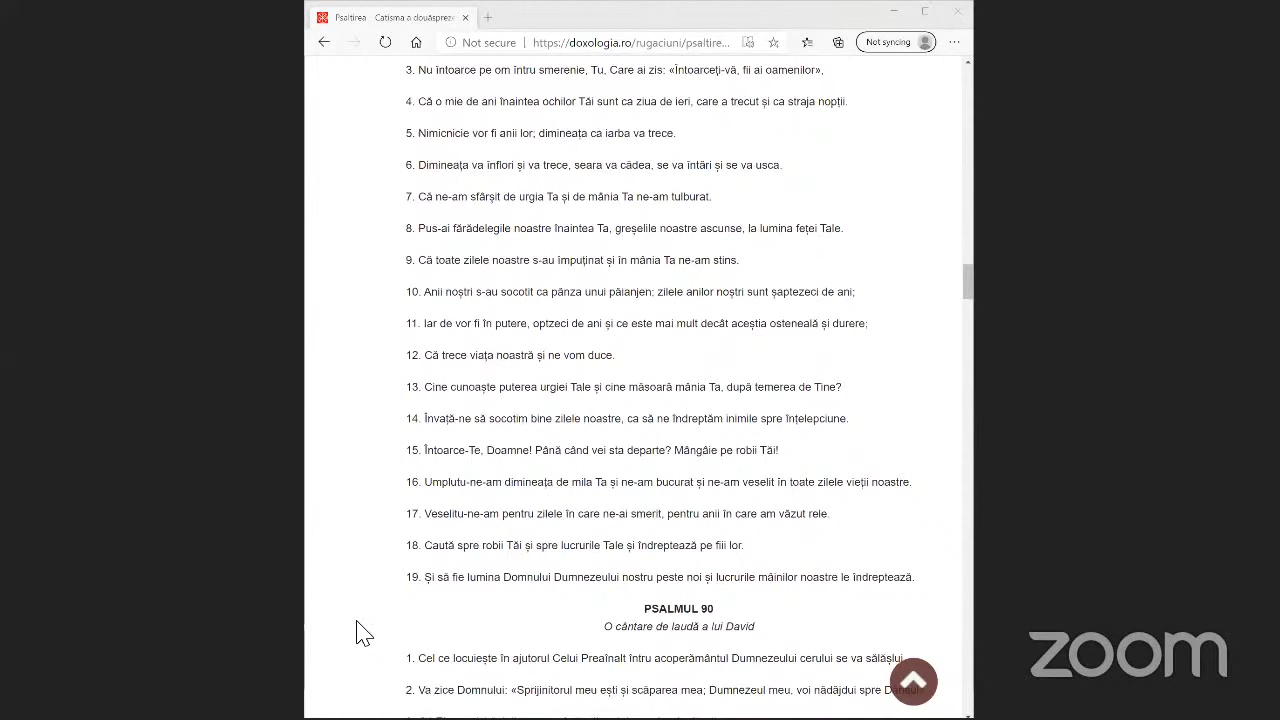 Psaltirea Catisma a douăspreze
Not secure
https://doxologia.ro/rugaciuni/psaltire...
Not syncing
3. Nu întoarce pe om întru smerenie, Tu, Care ai zis: «Întoarceți-vă, fii ai oamenilor»,
4. Că o mie de ani înaintea ochilor Tăi sunt ca ziua de ieri, care a trecut și ca straja nopții.
5. Nimicnicie vor fi anii lor; dimineața ca iarba va trece.
6. Dimineața va înflori și va trece, seara va cădea, se va întări și se va usca.
7. Că ne-am sfârșit de urgia Ta și de mânia Ta ne-am tulburat.
8. Pus-ai fărădelegile noastre înaintea Ta, greșelile noastre ascunse, la lumina feței Tale.
9. Că toate zilele noastre s-au împuținat și în mânia Ta ne-am stins.
10. Anii noștri s-au socotit ca pânza unui păianjen; zilele anilor noștri sunt șaptezeci de ani;
11. Iar de vor fi în putere, optzeci de ani și ce este mai mult decât aceștia osteneală și durere;
12. Că trece viața noastră și ne vom duce.
13. Cine cunoaște puterea urgiei Tale și cine măsoară mânia Ta, după temerea de Tine?
14. Învață-ne să socotim bine zilele noastre, ca să ne îndreptăm inimile spre înțelepciune.
15. Întoarce-Te, Doamne! Până când vei sta departe? Mângâie pe robii Tăi!
16. Umplutu-ne-am dimineața de mila Ta și ne-am bucurat și ne-am veselit în toate zilele vieții noastre.
17. Veselitu-ne-am pentru zilele în care ne-ai smerit, pentru anii în care am văzut rele.
18. Caută spre robii Tăi și spre lucrurile Tale și îndreptează pe fiii lor.
19. Și să fie lumina Domnului Dumnezeului nostru peste noi și lucrurile mâinilor noastre le îndreptează.
PSALMUL 90
O cântare de laudă a lui David
1. Cel ce locuiește în ajutorul Celui Preaînalt întru acoperământul Dumnezeului cerului se va sălășlui.
2. Va zice Domnului: «Sprijinitorul meu ești și scăparea mea; Dumnezeul meu, voi nădăjdui spre Dânsul».
zoom